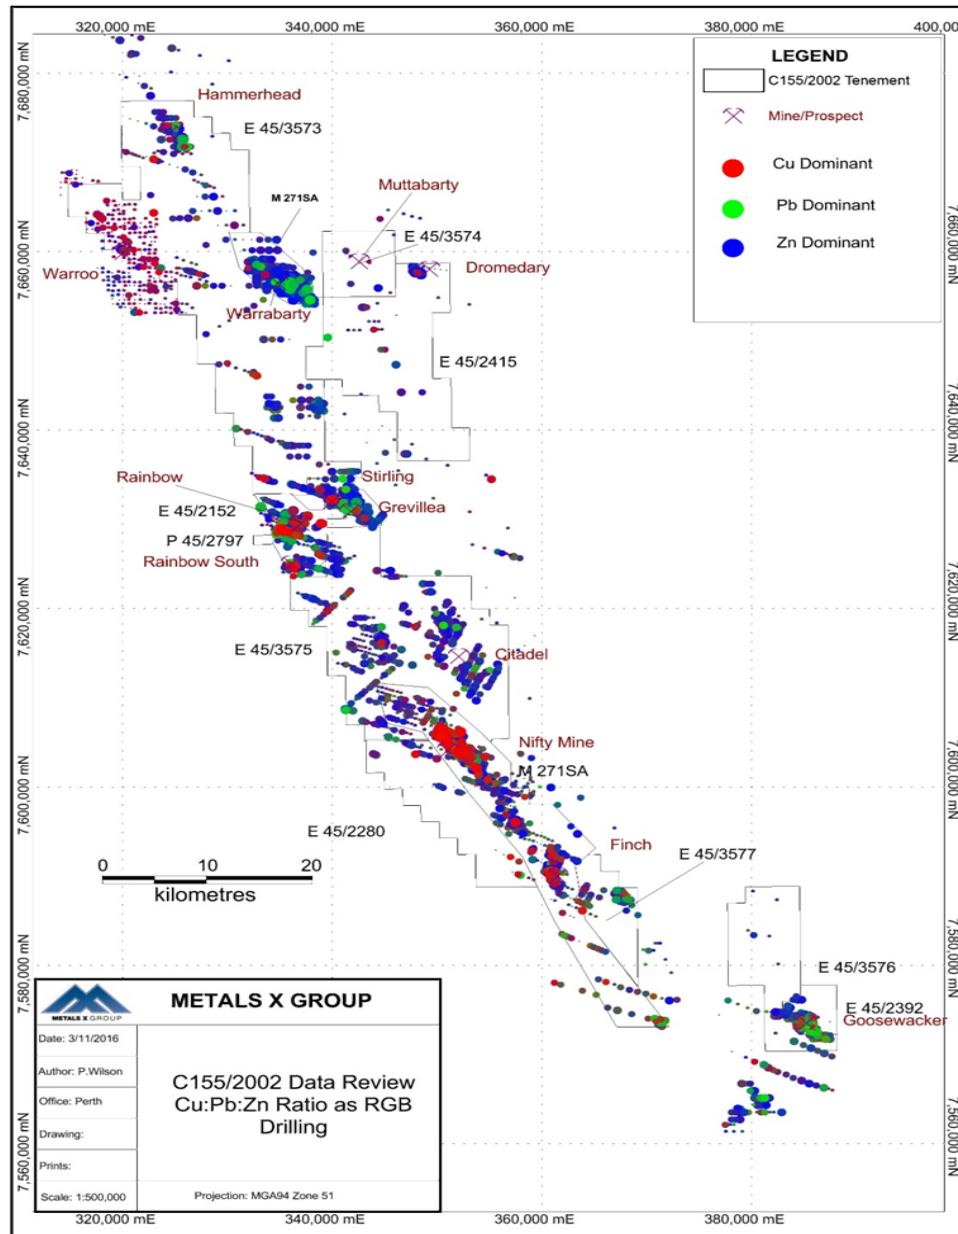 320,000 mE
340,000 mE
360,000 mE
380,000 mE
400,00
7,680,000 mN
7,660,000 mN
7,640,000 mN
7,620,000 mN
7,600,000 mN
7,580,000 mN
7,560,000 mN
LEGEND
C155/2002 Tenement
Mine/Prospect
Cu Dominant
Pb Dominant
Zn Dominant
Hammerhead
E 45/3573
M 271SA
Muttabarty
E 45/3574
Warroo
Dromedary
Warrabarty
E 45/2415
Rainbow
Stirling
Grevillea
E 45/2152
P 45/2797
Rainbow South
E 45/3575
Citadel
Nifty Mine
M 271SA
E 45/2280
Finch
E 45/3577
0 10 20
kilometres
E 45/3576
E 45/2392
Goosewacker
7,660,000 mN
7,640,000 mN
7,620,000 mN
7,600,000 mN
7,580,000 mN
7,560,000 mN
METALS X GROUP
METALS X GROUP
Date: 3/11/2016
Author: P.Wilson
Office: Perth
Drawing:
Prints:
Scale: 1:500,000
C155/2002 Data Review
Cu:Pb:Zn Ratio as RGB
Drilling
Projection: MGA94 Zone 51
320,000 mE
340,000 mE
360,000 mE
380,000 mE